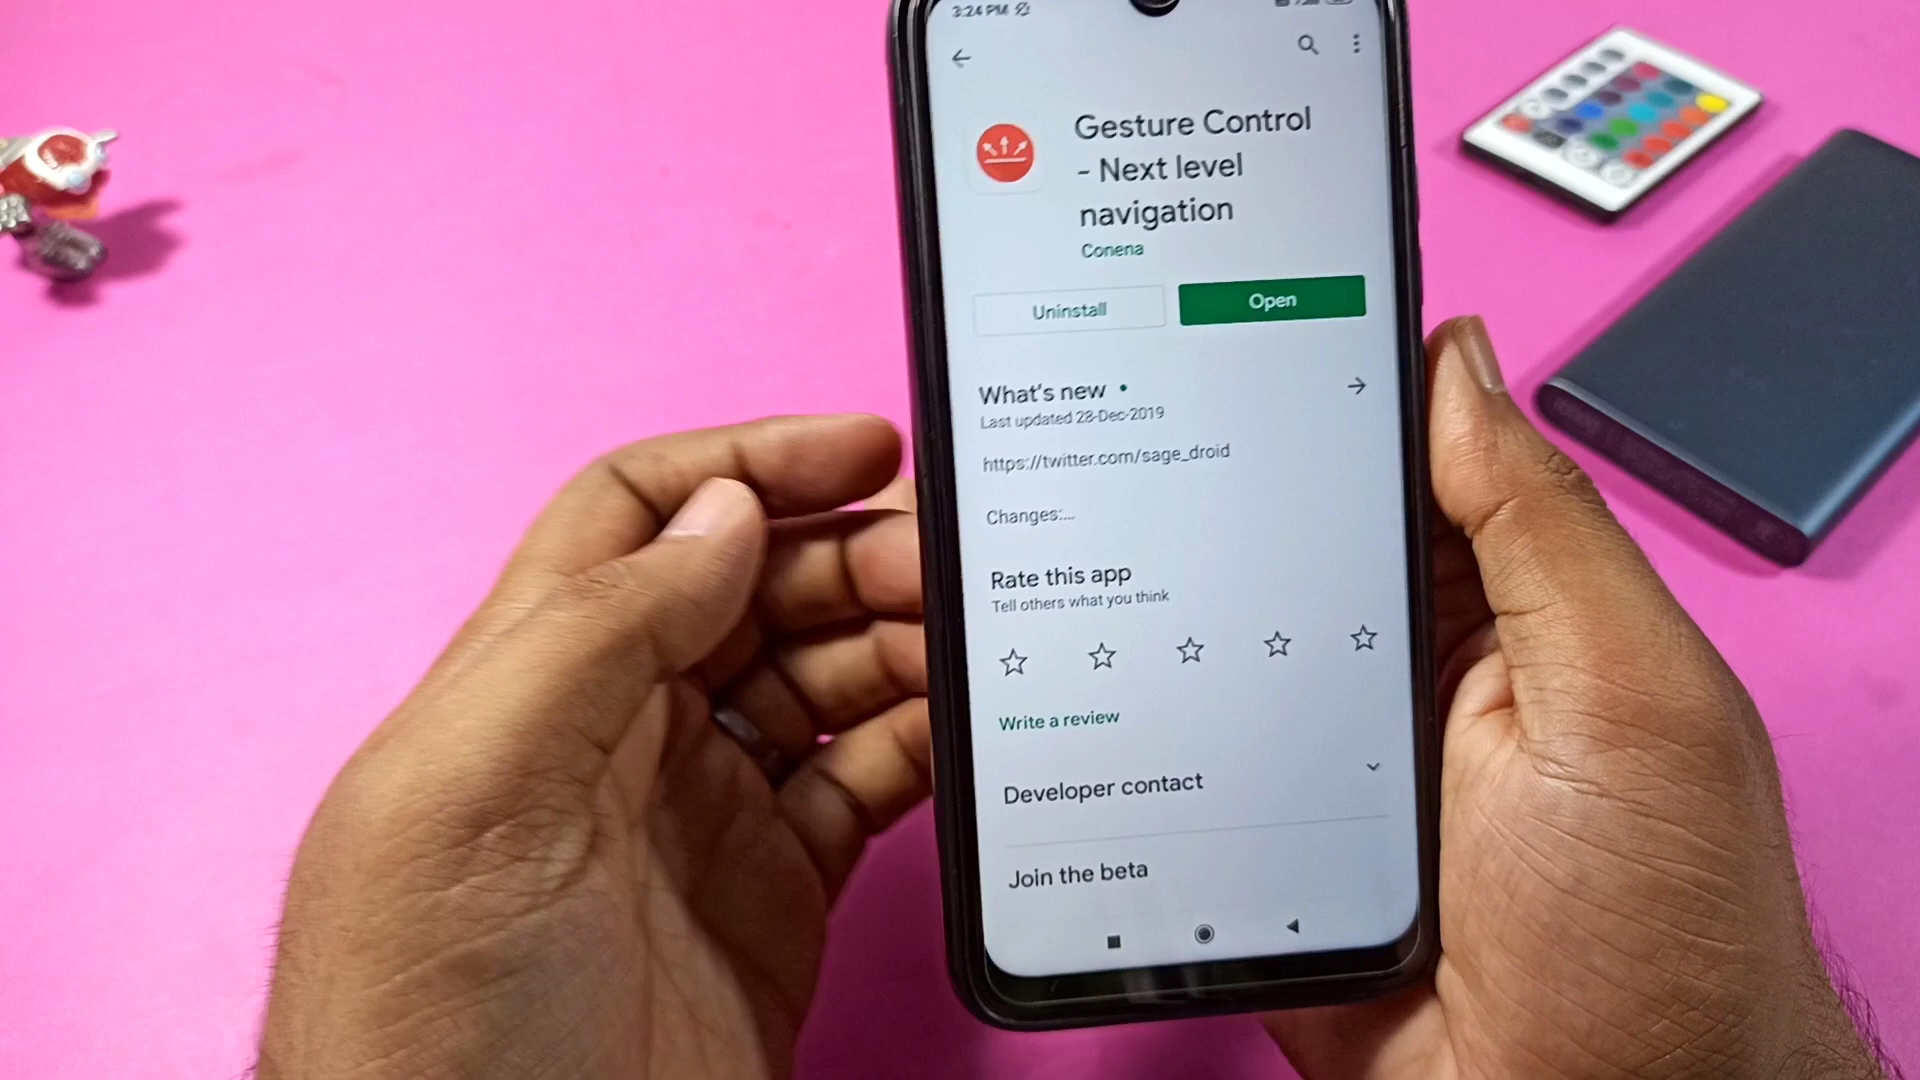 3:24 PM
Gesture Control
- Next level
navigation
Conena
Uninstall
Open
What's new •
Last updated 28-Dec-2019
https://twitter.com/sage_droid
Changes:...
Rate this app
Tell others what you think
Write a review
Developer contact
Join the beta